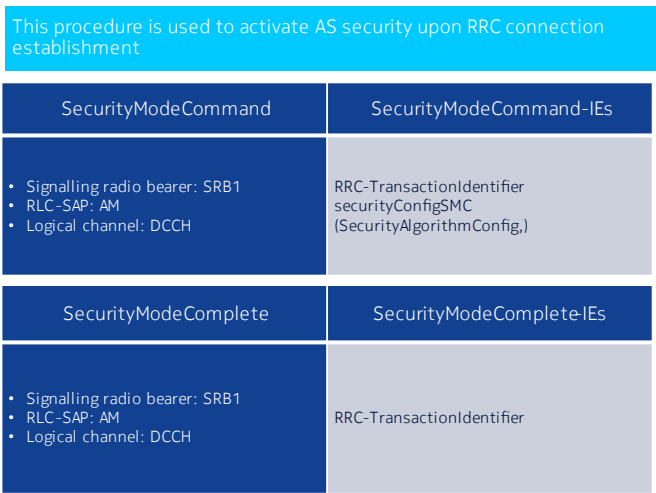 This procedure is used to activate AS security upon RRC connection
establishment
SecurityModeCommand
SecurityModeCommand-IEs
• Signalling radio bearer: SRB1
• RLC-SAP: AM
• Logical channel: DCCH
RRC-TransactionIdentifier
securityConfigSMC
(SecurityAlgorithmConfig,)
SecurityModeComplete
SecurityModeComplete-IEs
• Signalling radio bearer: SRB1
• RLC-SAP: AM
• Logical channel: DCCH
RRC-TransactionIdentifier